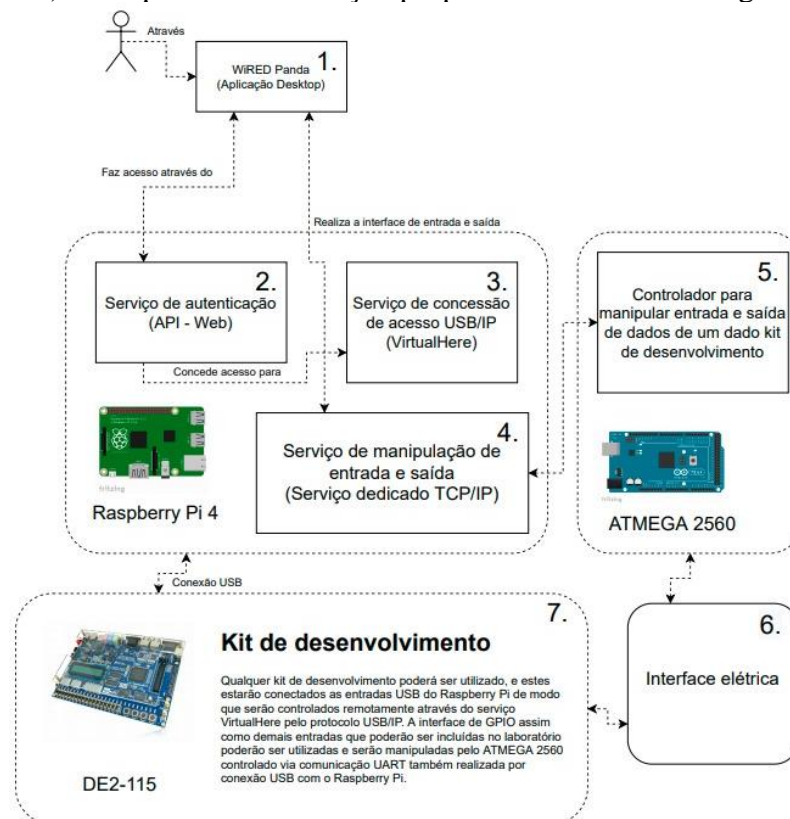 Através
1.
WiRED Panda
(Aplicação Desktop)
Faz acesso através do
Realiza a interface de entrada e saída
2.
Serviço de autenticação
(API - Web)
3.
Serviço de concessão
de acesso USB/IP
(VirtualHere)
5.
Controlador para
manipular entrada e saída
de dados de um dado kit
de desenvolvimento
Concede acesso para
4.
Serviço de manipulação de
entrada e saída
(Serviço dedicado TCP/IP)
fritzing
Raspberry Pi 4
fritzing
ATMEGA 2560
Conexão USB
7.
Kit de desenvolvimento
Qualquer kit de desenvolvimento poderá ser utilizado, e estes
estarão conectados as entradas USB do Raspberry Pi de modo
que serão controlados remotamente através do serviço
VirtualHere pelo protocolo USB/IP. A interface de GPIO assim
como demais entradas que poderão ser incluídas no laboratório
poderão ser utilizadas e serão manipuladas pelo ATMEGA 2560
controlado via comunicação UART também realizada por
conexão USB com o Raspberry Pi.
DE2-115
6.
Interface elétrica